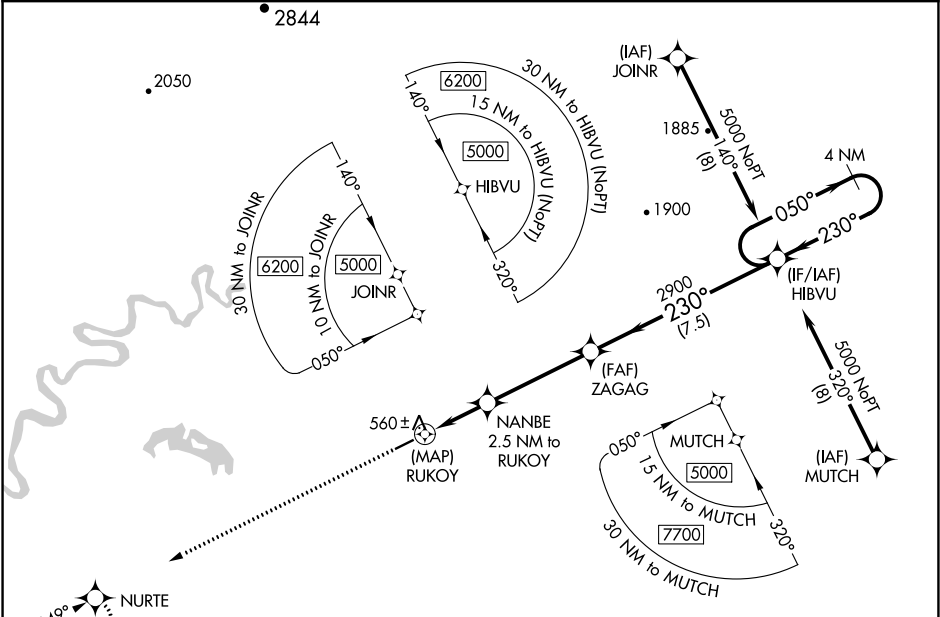 2844
2050
(IAF)
JOINR
6200
140°
30 NM to HIBVU (NoPT)
15 NM to HIBVU (NoPT)
5000
HIBVU
320°
1885
5000 NoPT
140°
(8)
4 NM
050°
230°
1900
(IF/IAF)
HIBVU
30 NM to JOINR
6200
10 NM to JOINR
5000
140°
JOINR
050°
2900
230°
(7.5)
5000 NoPT
320°
(8)
(FAF)
ZAGAG
560 ±
NANBE
2.5 NM to
RUKOY
(MAP)
RUKOY
(IAF)
MUTCH
050°
MUTCH
5000
15 NM to MUTCH
7700
30 NM to MUTCH
320°
NURTE